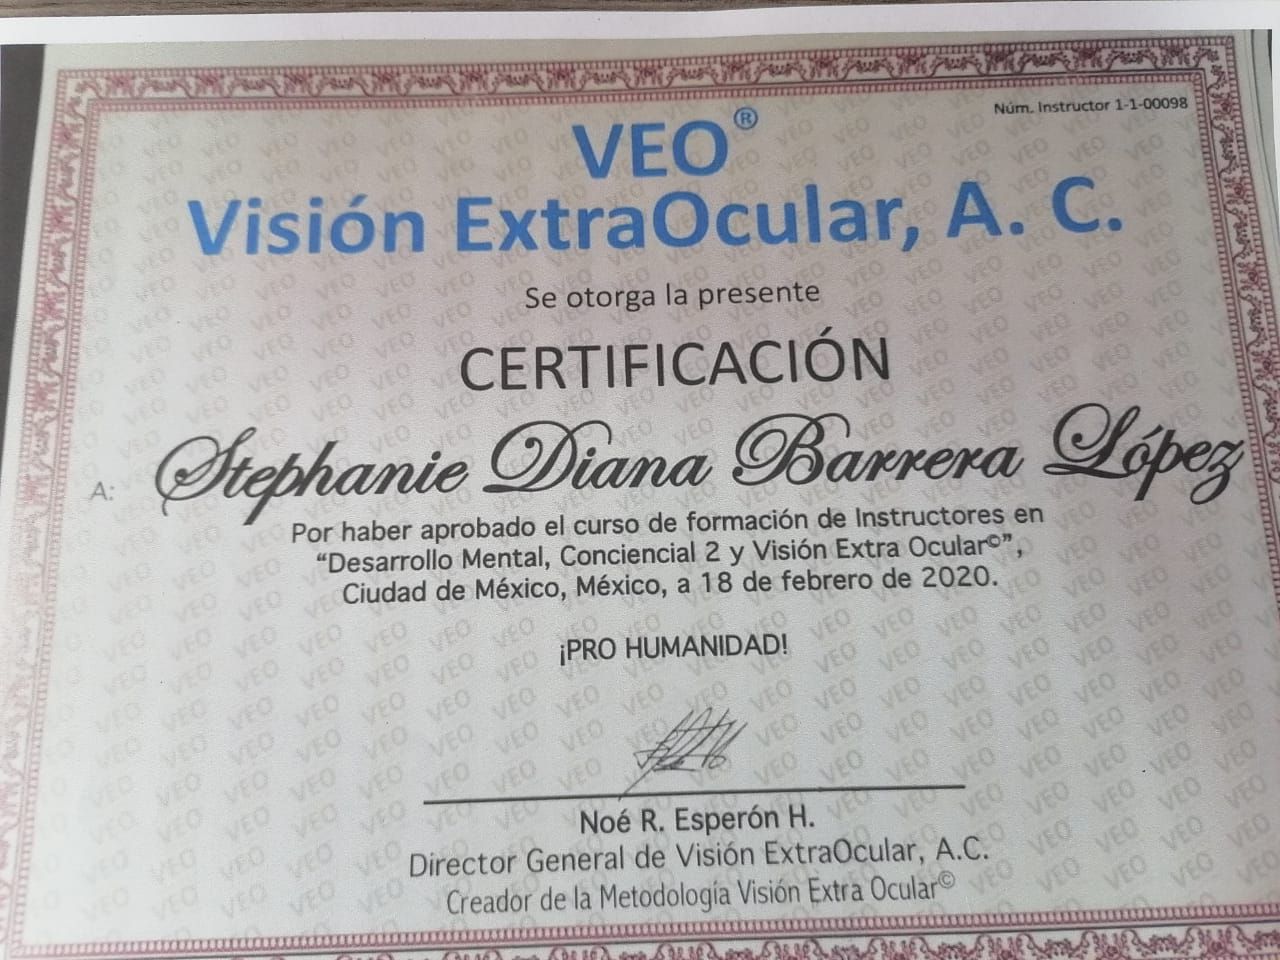 Núm. Instructor 1-1-00098
VEO®
Visión ExtraOcular, A. C.
Se otorga la presente
CERTIFICACIÓN
A: Stephanie Diana Barrera López
Por haber aprobado el curso de formación de Instructores en
“Desarrollo Mental, Conciencial 2 y Visión Extra Ocular©”,
Ciudad de México, México, a 18 de febrero de 2020.
¡PRO HUMANIDAD!
Noé R. Esperón H.
Director General de Visión ExtraOcular, A.C.
Creador de la Metodología Visión Extra Ocular©